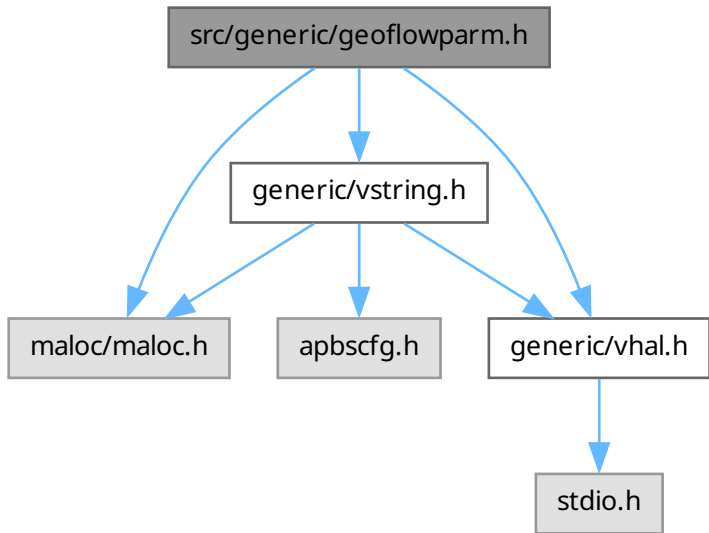 src/generic/geoflowparm.h
generic/vstring.h
maloc/maloc.h
apbscfg.h
generic/vhal.h
stdio.h